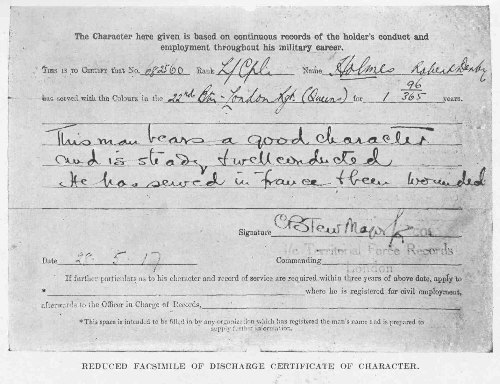 The Character here given is based on continuous records of the holder's conduct and
employment throughout his military career.
THIS IS TO CERTIFY that No. 682560 Rank L/Cpl. Name Holmes Robert Derby
has served with the Colours in the 22nd Bn. London Rgt. (Queens) for 1 96/365 years.
This man bears a good character
and is steady & well conducted
He has served in France & been wounded
Signature Major
Territorial Force Records
Commanding
London
Date 26.5.17
If further particulars as to his character and record of service are required within three years of above date, apply to
* where he is registered for civil employment,
afterwards to the Officer in Charge of Records,
*This space is intended to be filled in by any organization which has registered the man's name and is prepared to
supply further information.
REDUCED FACSIMILE OF DISCHARGE CERTIFICATE OF CHARACTER.